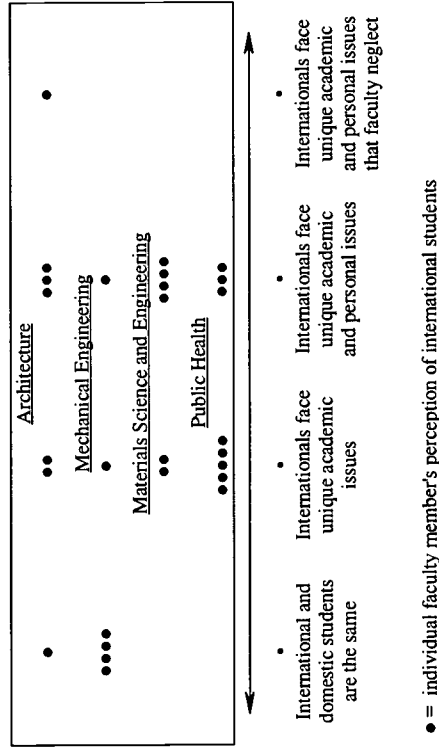 Architecture
Mechanical Engineering
Materials Science and Engineering
Public Health
International and
domestic students
are the same
Internationals face
unique academic
issues
Internationals face
unique academic
and personal issues
Internationals face
unique academic
and personal issues
that faculty neglect
● = individual faculty member's perception of international students